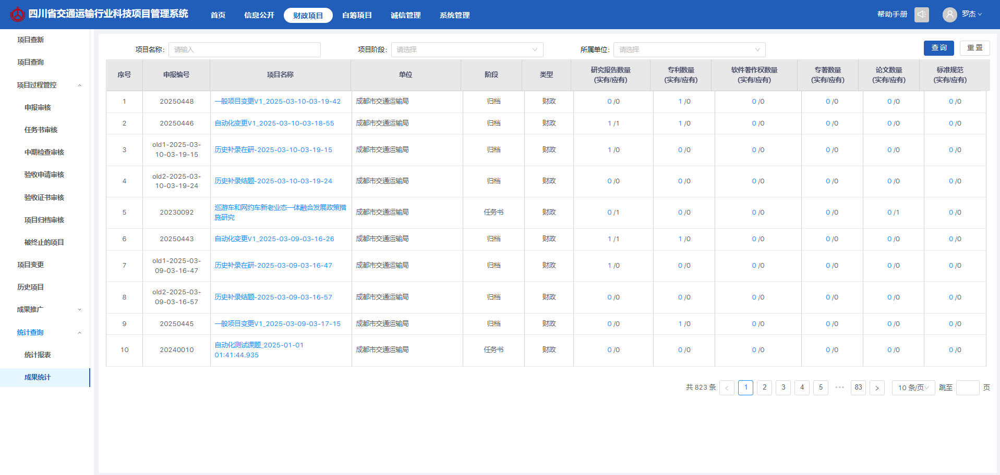 四川省交通运输行业科技项目管理系统 首页 信息公开 财政项目 自筹项目 诚信管理 系统管理 帮助手册 罗杰
项目查新
项目查询
项目过程管控
申报审核
任务书审核
中期检查审核
验收申请审核
验收证书审核
项目归档审核
被终止的项目
项目变更
历史项目
成果推广
统计查询
统计报表
成果统计
项目名称: 请输入 项目阶段: 请选择 所属单位: 请选择 查询 重置
序号 申报编号 项目名称 单位 阶段 类型 研究报告数量 (实有/应有) 专利数量 (实有/应有) 软件著作权数量 (实有/应有) 专著数量 (实有/应有) 论文数量 (实有/应有) 标准规范 (实有/应有)
1 20250448 一般项目变更V1_2025-03-10-03-19-42 成都市交通运输局 归档 财政 0 /0 1 /0 0 /0 0 /0 0 /0 0 /0
2 20250446 自动化变更V1_2025-03-10-03-18-55 成都市交通运输局 归档 财政 1 /1 1 /0 0 /0 0 /0 0 /0 0 /0
3 old1-2025-03-10-03-19-15 历史补录在研-2025-03-10-03-19-15 成都市交通运输局 归档 财政 1 /0 0 /0 0 /0 0 /0 0 /0 0 /0
4 old2-2025-03-10-03-19-24 历史补录结题-2025-03-10-03-19-24 成都市交通运输局 归档 财政 0 /0 0 /0 0 /0 0 /0 0 /0 0 /0
5 20230092 巡游车和网约车新老业态一体融合发展政策措施研究 成都市交通运输局 任务书 财政 0 /1 0 /0 0 /0 0 /0 0 /1 0 /0
6 20250443 自动化变更V1_2025-03-09-03-16-26 成都市交通运输局 归档 财政 1 /1 1 /0 0 /0 0 /0 0 /0 0 /0
7 old1-2025-03-09-03-16-47 历史补录在研-2025-03-09-03-16-47 成都市交通运输局 归档 财政 1 /0 0 /0 0 /0 0 /0 0 /0 0 /0
8 old2-2025-03-09-03-16-57 历史补录结题-2025-03-09-03-16-57 成都市交通运输局 归档 财政 0 /0 0 /0 0 /0 0 /0 0 /0 0 /0
9 20250445 一般项目变更V1_2025-03-09-03-17-15 成都市交通运输局 归档 财政 0 /0 1 /0 0 /0 0 /0 0 /0 0 /0
10 20240010 自动化测试课题_2025-01-01 01:41:44.935 成都市交通运输局 任务书 财政 0 /0 0 /0 0 /0 0 /0 0 /0 0 /0
共 823 条 < 1 2 3 4 5 ••• 83 > 10 条/页 跳至 页